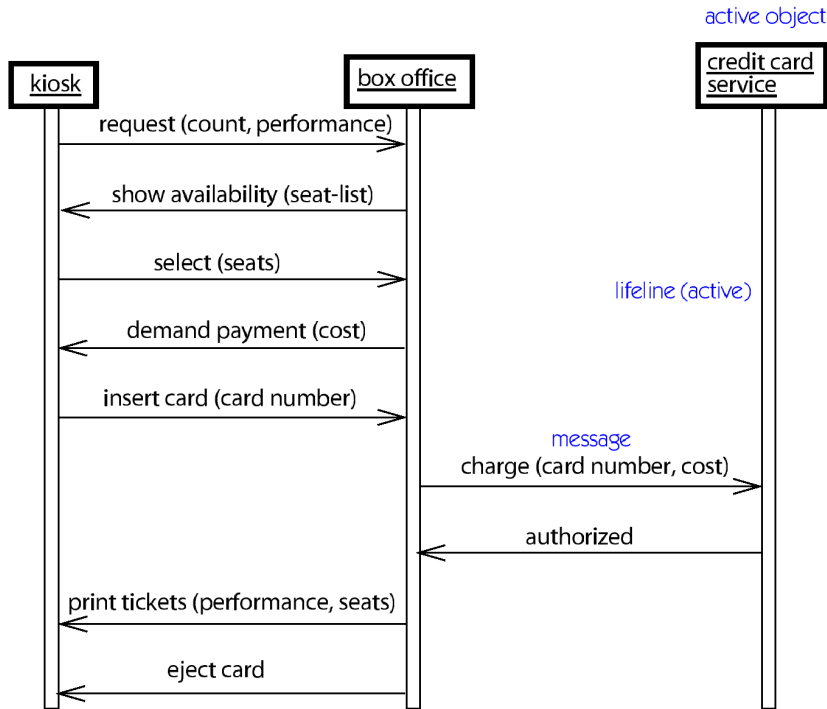 active object
kiosk
box office
credit card
service
request (count, performance)
show availability (seat-list)
select (seats)
lifeline (active)
demand payment (cost)
insert card (card number)
message
charge (card number, cost)
authorized
print tickets (performance, seats)
eject card